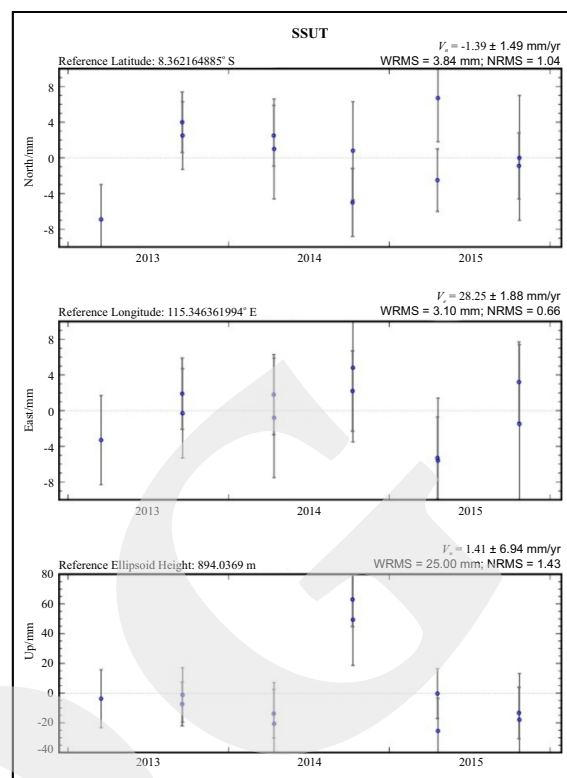 SSUT
Vn = -1.39 ± 1.49 mm/yr
Reference Latitude: 8.362164885° S
WRMS = 3.84 mm; NRMS = 1.04
8
4
0
-4
-8
North/mm
2013 2014 2015
Ve = 28.25 ± 1.88 mm/yr
Reference Longitude: 115.346361994° E
WRMS = 3.10 mm; NRMS = 0.66
8
4
0
-4
-8
East/mm
2013 2014 2015
Vu = 1.41 ± 6.94 mm/yr
Reference Ellipsoid Height: 894.0369 m
WRMS = 25.00 mm; NRMS = 1.43
80
60
40
20
0
-20
-40
Up/mm
2013 2014 2015
G